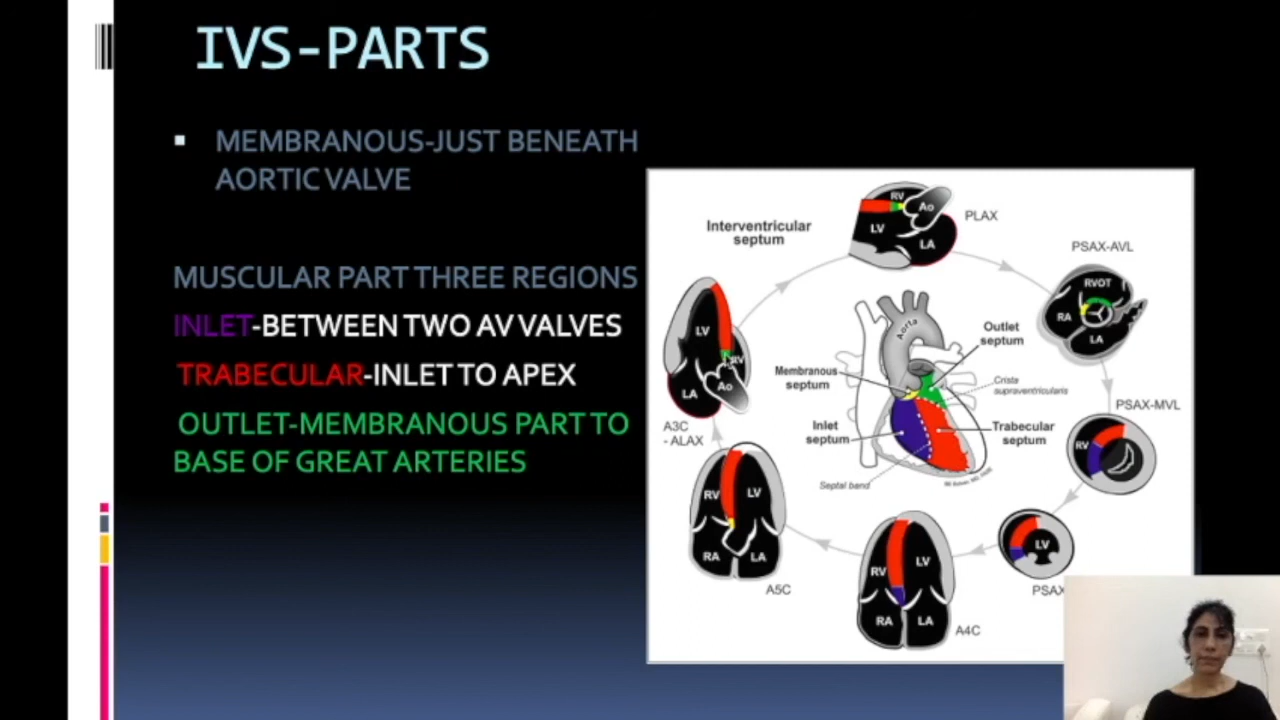 IVS-PARTS
MEMBRANOUS-JUST BENEATH
AORTIC VALVE
MUSCULAR PART THREE REGIONS
INLET-BETWEEN TWO AV VALVES
TRABECULAR-INLET TO APEX
OUTLET-MEMBRANOUS PART TO
BASE OF GREAT ARTERIES
Interventricular
septum
RV
Ao
LV
LA
PLAX
PSAX-AVL
RVOT
RA
LA
LV
RV
Ao
LA
A3C
- ALAX
Aorta
Outlet
septum
Membranous
septum
Crista
supraventricularis
Inlet
septum
Trabecular
septum
Septal band
PSAX-MVL
RV
RV
LV
RA
LA
A5C
RV
LV
RA
LA
A4C
LV
PSAX